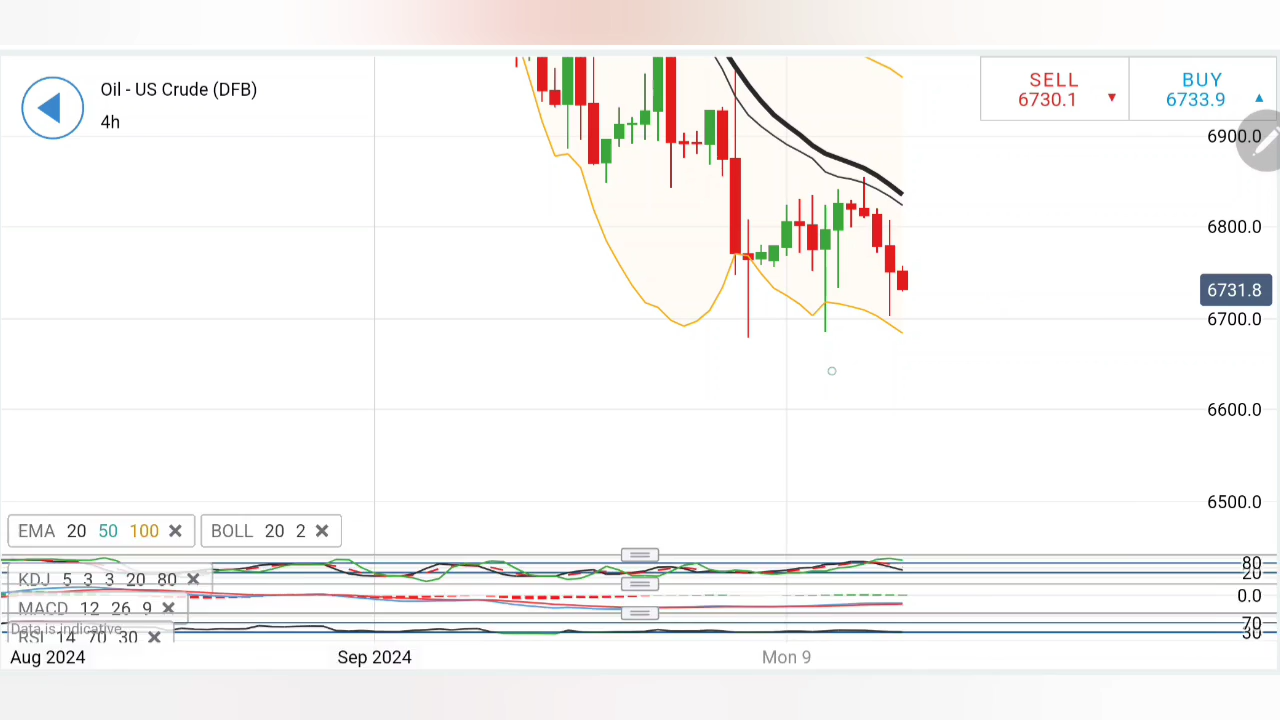 Oil - US Crude (DFB)
4h
SELL
6730.1
BUY
6733.9
6900.0
6800.0
6731.8
6700.0
6600.0
6500.0
EMA 20 50 100
BOLL 20 2
80
20
KDJ 5 3 3 20 80
0.0
MACD 12 26 9
70
Data is indicative
30
RSI 14 70 30
Aug 2024
Sep 2024
Mon 9